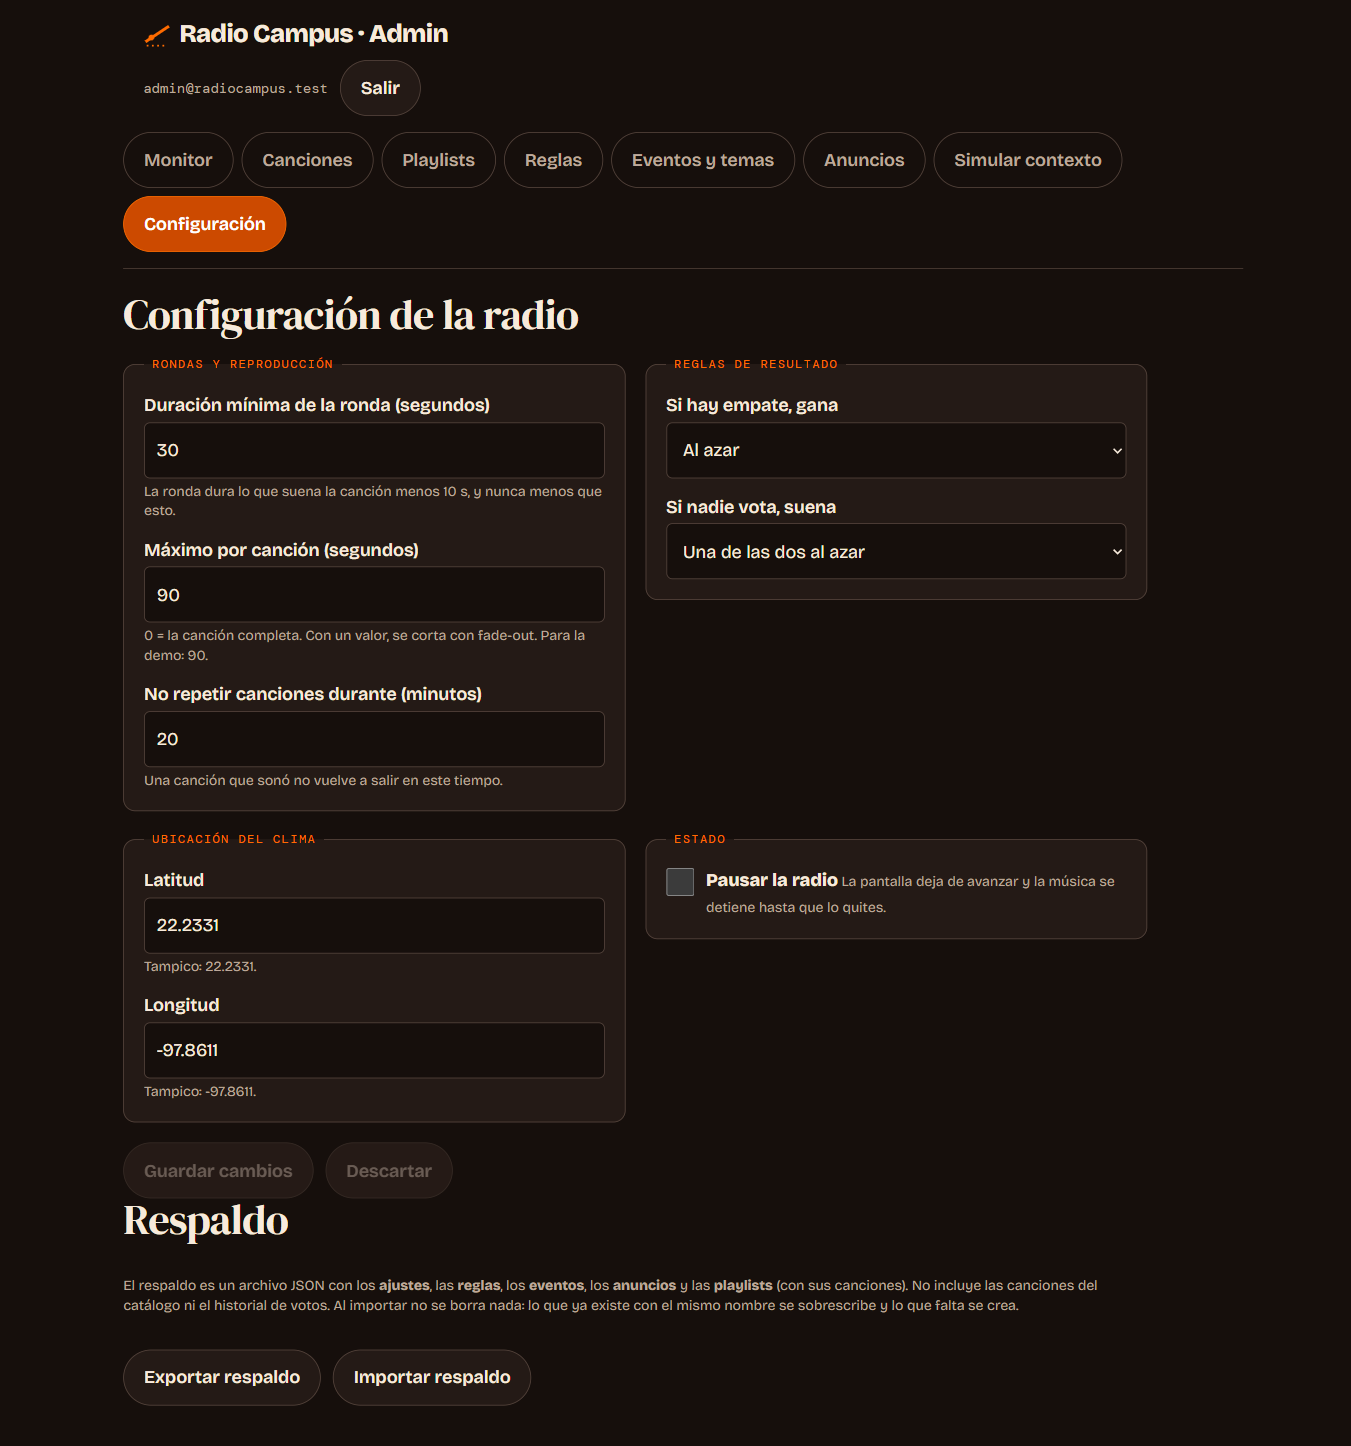 Radio Campus · Admin
admin@radiocampus.test
Salir
Monitor
Canciones
Playlists
Reglas
Eventos y temas
Anuncios
Simular contexto
Configuración
Configuración de la radio
RONDAS Y REPRODUCCIÓN
Duración mínima de la ronda (segundos)
30
La ronda dura lo que suena la canción menos 10 s, y nunca menos que
esto.
Máximo por canción (segundos)
90
0 = la canción completa. Con un valor, se corta con fade-out. Para la
demo: 90.
No repetir canciones durante (minutos)
20
Una canción que sonó no vuelve a salir en este tiempo.
REGLAS DE RESULTADO
Si hay empate, gana
Al azar
Si nadie vota, suena
Una de las dos al azar
UBICACIÓN DEL CLIMA
Latitud
22.2331
Tampico: 22.2331.
Longitud
-97.8611
Tampico: -97.8611.
ESTADO
Pausar la radio La pantalla deja de avanzar y la música se
detiene hasta que lo quites.
Guardar cambios
Descartar
Respaldo
El respaldo es un archivo JSON con los ajustes, las reglas, los eventos, los anuncios y las playlists (con sus canciones). No incluye las canciones del
catálogo ni el historial de votos. Al importar no se borra nada: lo que ya existe con el mismo nombre se sobrescribe y lo que falta se crea.
Exportar respaldo
Importar respaldo